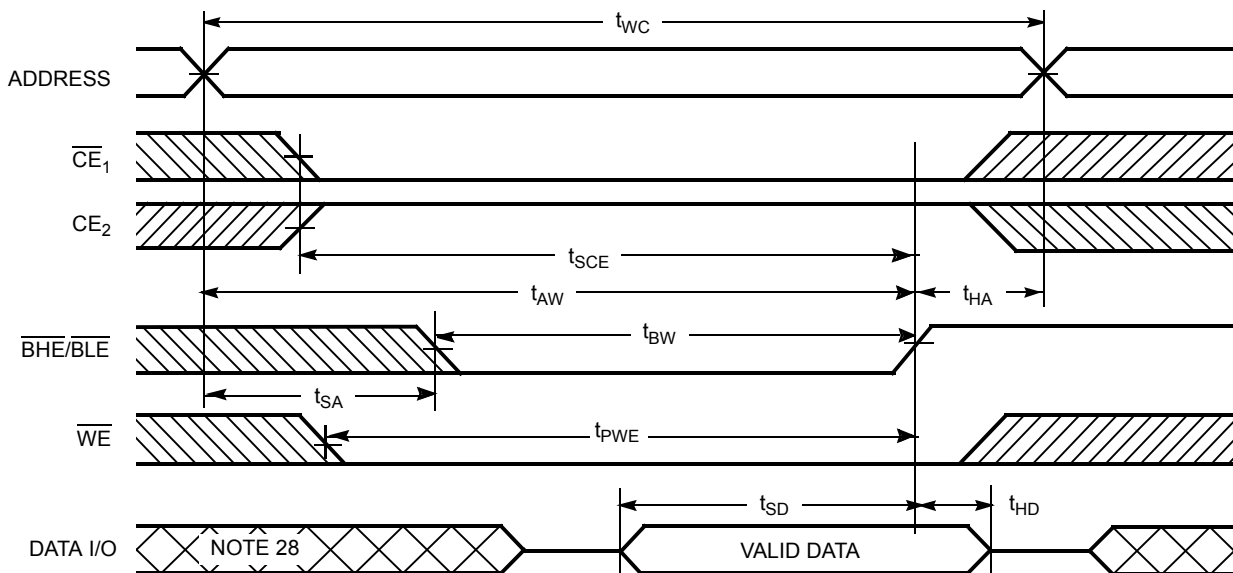 tWC
ADDRESS
CE1
CE2
tSCE
tAW
tHA
BHE/BLE
tBW
tSA
WE
tPWE
tSD
tHD
DATA I/O
NOTE 28
VALID DATA